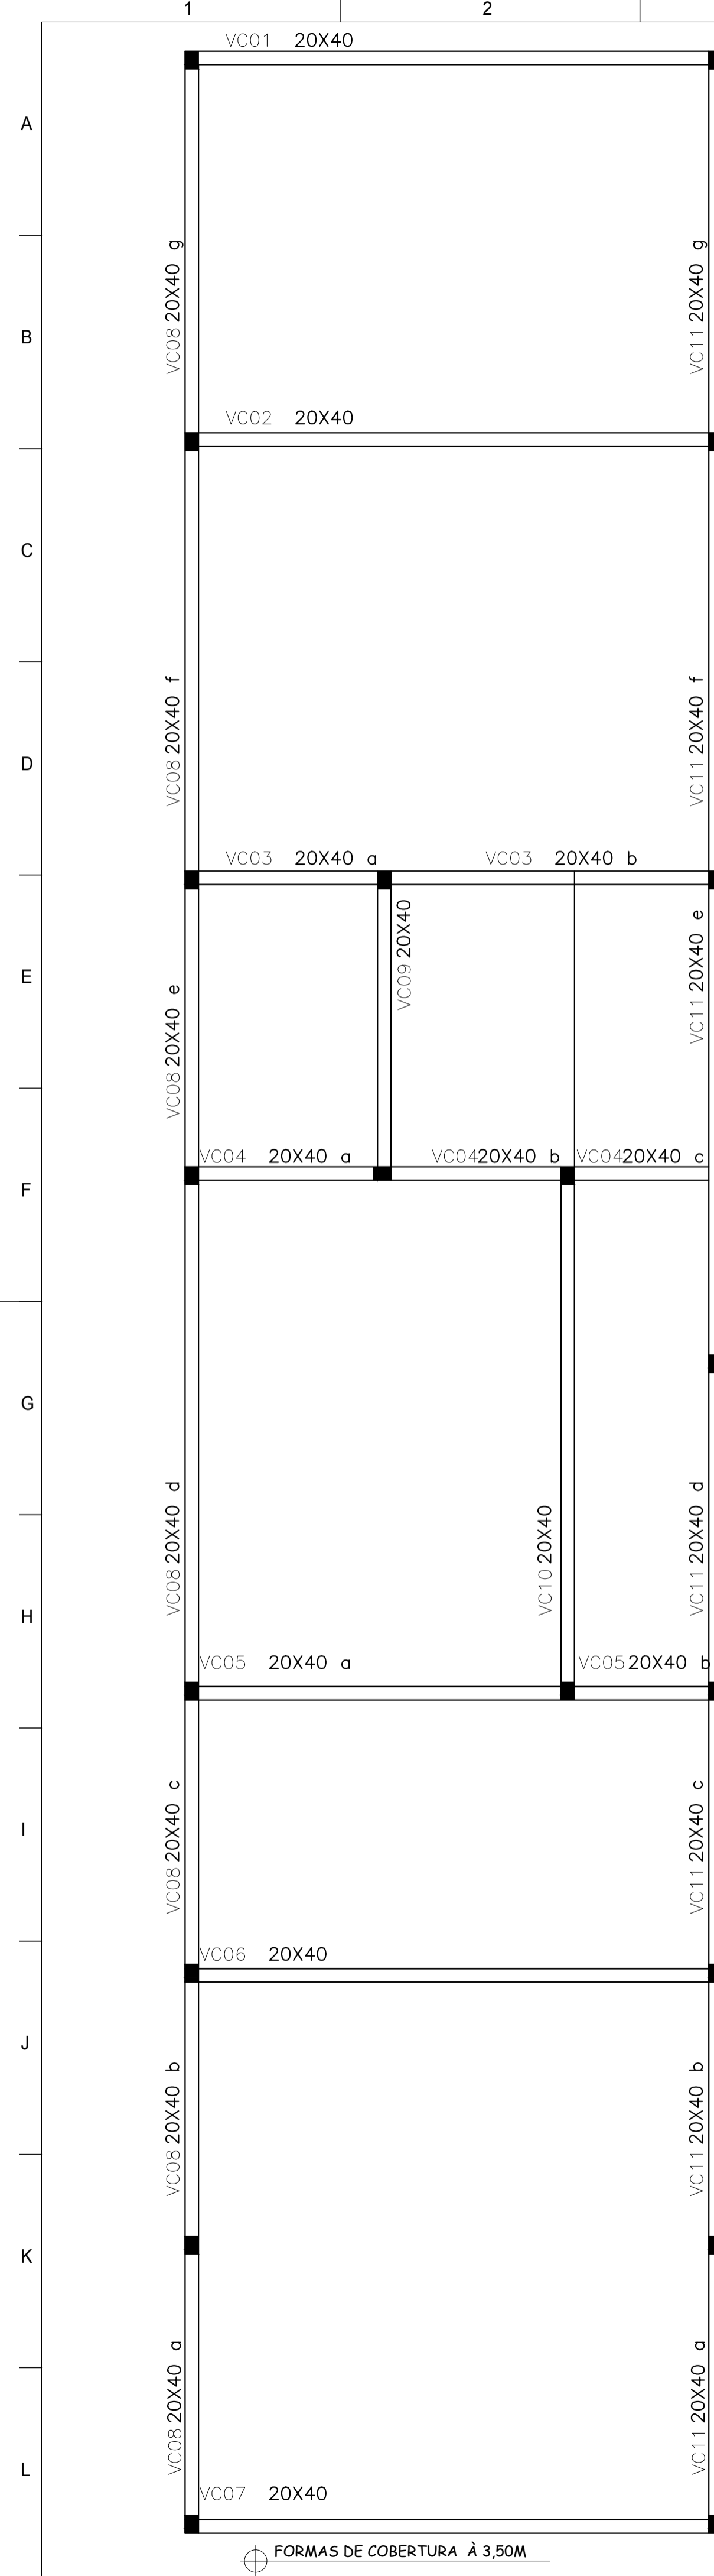 1 2
VC01 20X40
A
VC08 20X40 g
VC11 20X40 g
B
VC02 20X40
C
VC08 20X40 f
VC11 20X40 f
D
VC03 20X40 a VC03 20X40 b
VC09 20X40
VC11 20X40 e
E
VC08 20X40 e
VC04 20X40 a VC04 20X40 b VC04 20X40 c
F
G
VC08 20X40 d
VC10 20X40
VC11 20X40 d
H
VC05 20X40 a VC05 20X40 b
VC08 20X40 c
VC11 20X40 c
I
VC06 20X40
J
VC08 20X40 b
VC11 20X40 b
K
VC08 20X40 a
VC11 20X40 a
L
VC07 20X40
FORMAS DE COBERTURA À 3,50M